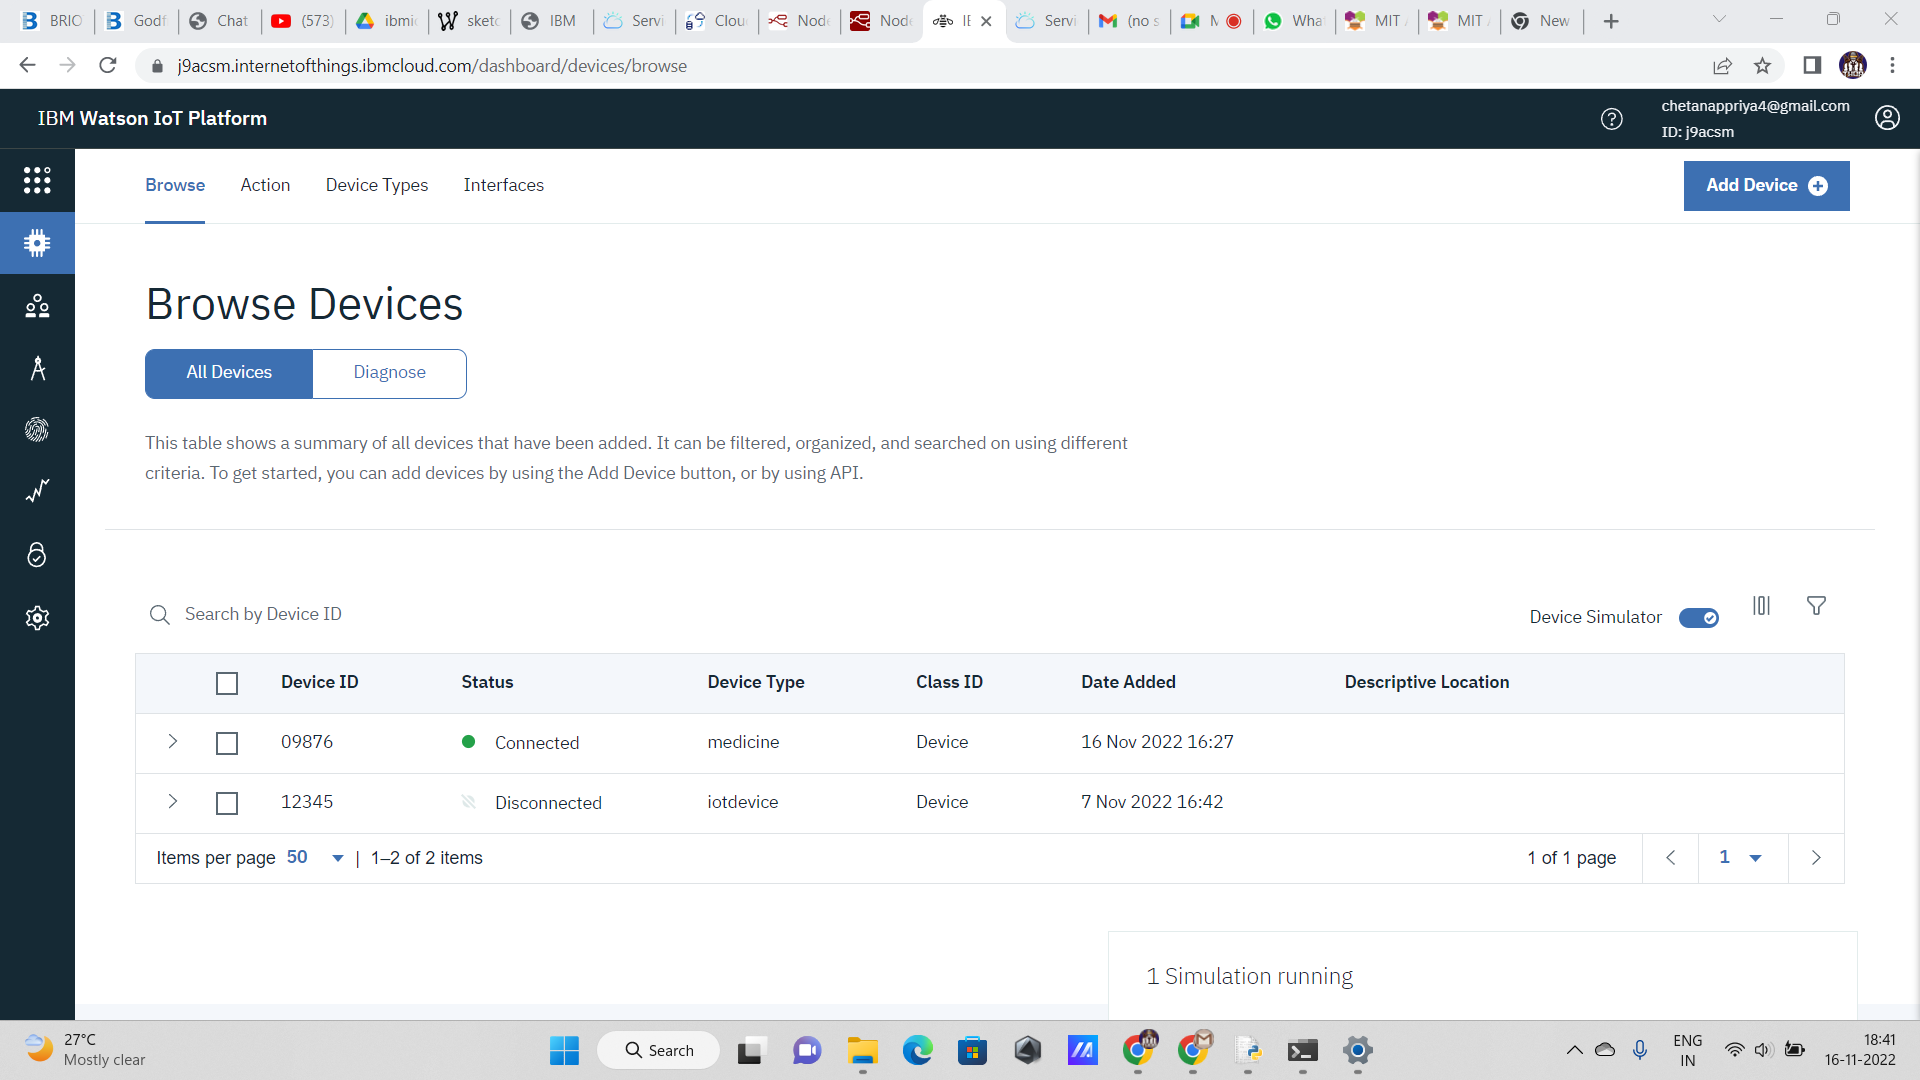 BRIO
Godf
Chat
(573)
ibmi
sketc
IBM
Servi
Clou
Node
Node
IE
Servi
(no s
M
What
MIT
MIT
New
j9acsm.internetofthings.ibmcloud.com/dashboard/devices/browse
IBM Watson IoT Platform
chetanappriya4@gmail.com
ID: j9acsm
Browse
Action
Device Types
Interfaces
Add Device
Browse Devices
All Devices
Diagnose
This table shows a summary of all devices that have been added. It can be filtered, organized, and searched on using different
criteria. To get started, you can add devices by using the Add Device button, or by using API.
Search by Device ID
Device Simulator
Device ID Status Device Type Class ID Date Added Descriptive Location
09876 Connected medicine Device 16 Nov 2022 16:27
12345 Disconnected iotdevice Device 7 Nov 2022 16:42
Items per page 50 | 1–2 of 2 items
1 of 1 page
1
1 Simulation running
27°C
Mostly clear
Search
ENG
IN
18:41
16-11-2022